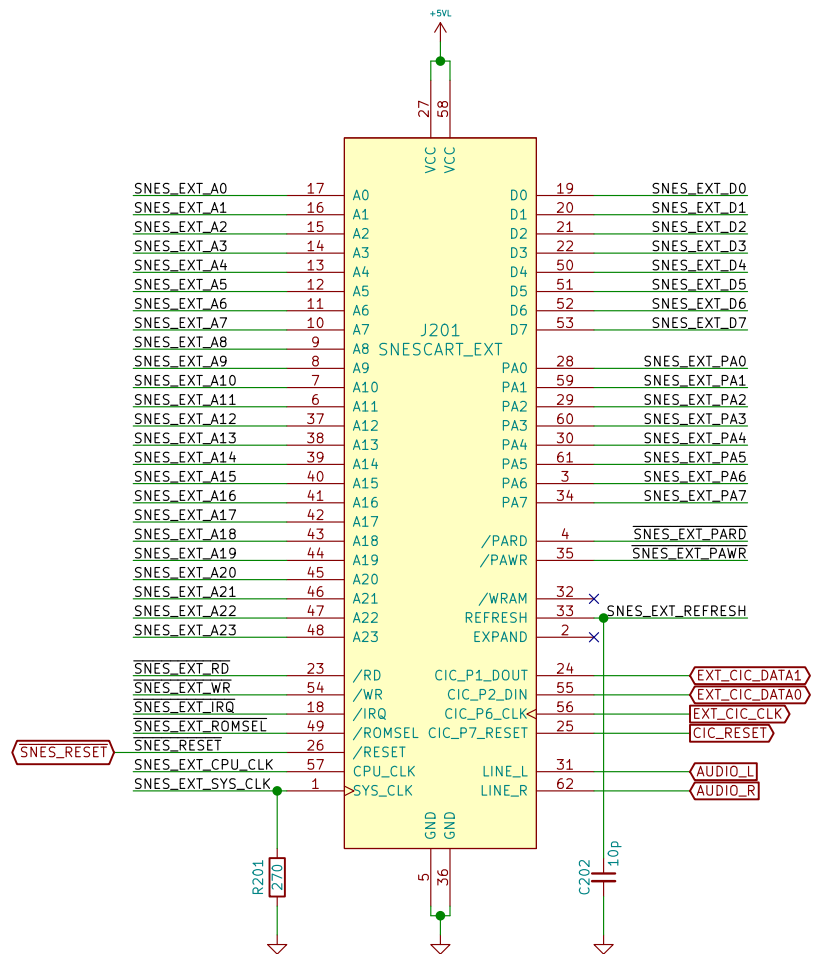 +5VL
27 58
VCC VCC
SNES_EXT_A0 17 A0 D0 19 SNES_EXT_D0
SNES_EXT_A1 16 A1 D1 20 SNES_EXT_D1
SNES_EXT_A2 15 A2 D2 21 SNES_EXT_D2
SNES_EXT_A3 14 A3 D3 22 SNES_EXT_D3
SNES_EXT_A4 13 A4 D4 50 SNES_EXT_D4
SNES_EXT_A5 12 A5 D5 51 SNES_EXT_D5
SNES_EXT_A6 11 A6 D6 52 SNES_EXT_D6
SNES_EXT_A7 10 A7 D7 53 SNES_EXT_D7
J201
SNESCART_EXT
SNES_EXT_A8 9 A8
SNES_EXT_A9 8 A9 PA0 28 SNES_EXT_PA0
SNES_EXT_A10 7 A10 PA1 59 SNES_EXT_PA1
SNES_EXT_A11 6 A11 PA2 29 SNES_EXT_PA2
SNES_EXT_A12 37 A12 PA3 60 SNES_EXT_PA3
SNES_EXT_A13 38 A13 PA4 30 SNES_EXT_PA4
SNES_EXT_A14 39 A14 PA5 61 SNES_EXT_PA5
SNES_EXT_A15 40 A15 PA6 3 SNES_EXT_PA6
SNES_EXT_A16 41 A16 PA7 34 SNES_EXT_PA7
SNES_EXT_A17 42 A17
SNES_EXT_A18 43 A18 /PARD 4 SNES_EXT_PARD
SNES_EXT_A19 44 A19 /PAWR 35 SNES_EXT_PAWR
SNES_EXT_A20 45 A20
SNES_EXT_A21 46 A21 /WRAM 32
SNES_EXT_A22 47 A22 REFRESH 33 SNES_EXT_REFRESH
SNES_EXT_A23 48 A23 EXPAND 2
SNES_EXT_RD 23 /RD CIC_P1_DOUT 24 EXT_CIC_DATA1
SNES_EXT_WR 54 /WR CIC_P2_DIN 55 EXT_CIC_DATA0
SNES_EXT_IRQ 18 /IRQ CIC_P6_CLK 56 EXT_CIC_CLK
SNES_EXT_ROMSEL 49 /ROMSEL CIC_P7_RESET 25 CIC_RESET
SNES_RESET SNES_RESET 26 /RESET
SNES_EXT_CPU_CLK 57 CPU_CLK LINE_L 31 AUDIO_L
SNES_EXT_SYS_CLK 1 SYS_CLK LINE_R 62 AUDIO_R
GND GND
5 36
R201 270
C202 10p